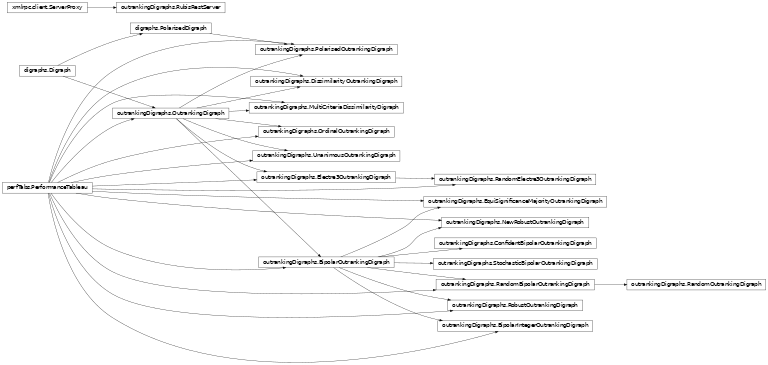 xmlrpc.client.ServerProxy
outrankingDigraphs.RubisRestServer
digraphs.PolarisedDigraph
outrankingDigraphs.PolarisedOutrankingDigraph
digraphs.Digraph
outrankingDigraphs.DissimilarityOutrankingDigraph
outrankingDigraphs.MultiCriteriaDissimilarityDigraph
outrankingDigraphs.OutrankingDigraph
outrankingDigraphs.OrdinalOutrankingDigraph
outrankingDigraphs.UnanimousOutrankingDigraph
outrankingDigraphs.Electre3OutrankingDigraph
outrankingDigraphs.RandomElectre3OutrankingDigraph
perfTabs.PerformanceTableau
outrankingDigraphs.EquiSignificanceMajorityOutrankingDigraph
outrankingDigraphs.NewRobustOutrankingDigraph
outrankingDigraphs.ConfidentBipolarOutrankingDigraph
outrankingDigraphs.BipolarOutrankingDigraph
outrankingDigraphs.StochasticBipolarOutrankingDigraph
outrankingDigraphs.RandomBipolarOutrankingDigraph
outrankingDigraphs.RandomOutrankingDigraph
outrankingDigraphs.RobustOutrankingDigraph
outrankingDigraphs.BipolarIntegerOutrankingDigraph